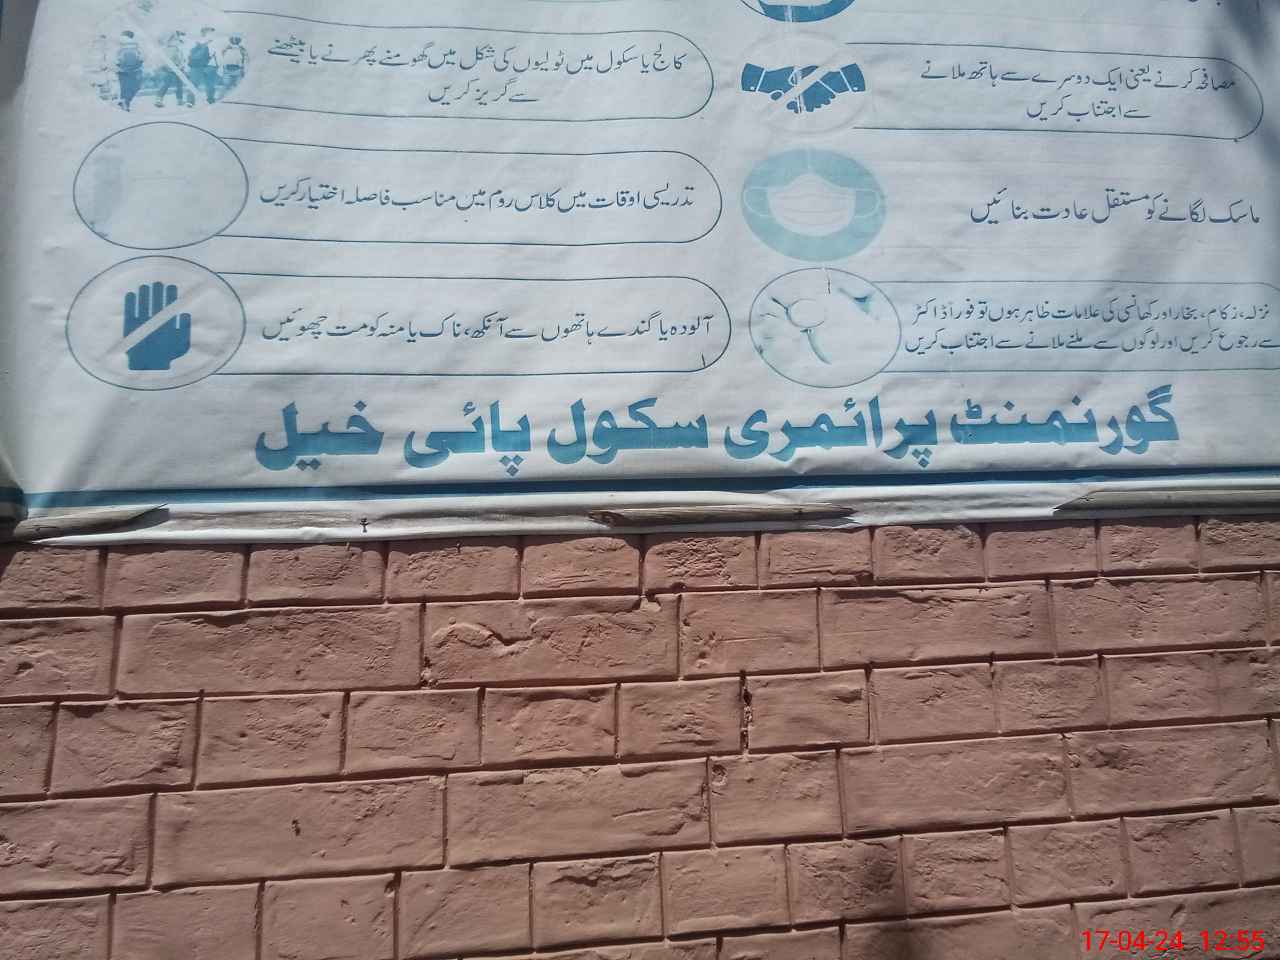 مصافحہ کرنے یعنی ایک دوسرے سے ہاتھ ملانے
سے اجتناب کریں
کالج یا سکول میں ٹولیوں کی شکل میں گھومنے پھرنے یا بیٹھنے
سے گریز کریں
ماسک لگانے کو مستقل عادت بنائیں
تدریسی اوقات میں کلاس روم میں مناسب فاصلہ اختیار کریں
نزلہ، زکام، بخار اور کھانسی کی علامات ظاہر ہوں تو فوراً ڈاکٹر
سے رجوع کریں اور لوگوں سے ملنے ملانے سے اجتناب کریں
آلودہ یا گندے ہاتھوں سے آنکھ، ناک یا منہ کو مت چھوئیں
گورنمنٹ پرائمری سکول پائی خیل
17-04-24 12:55